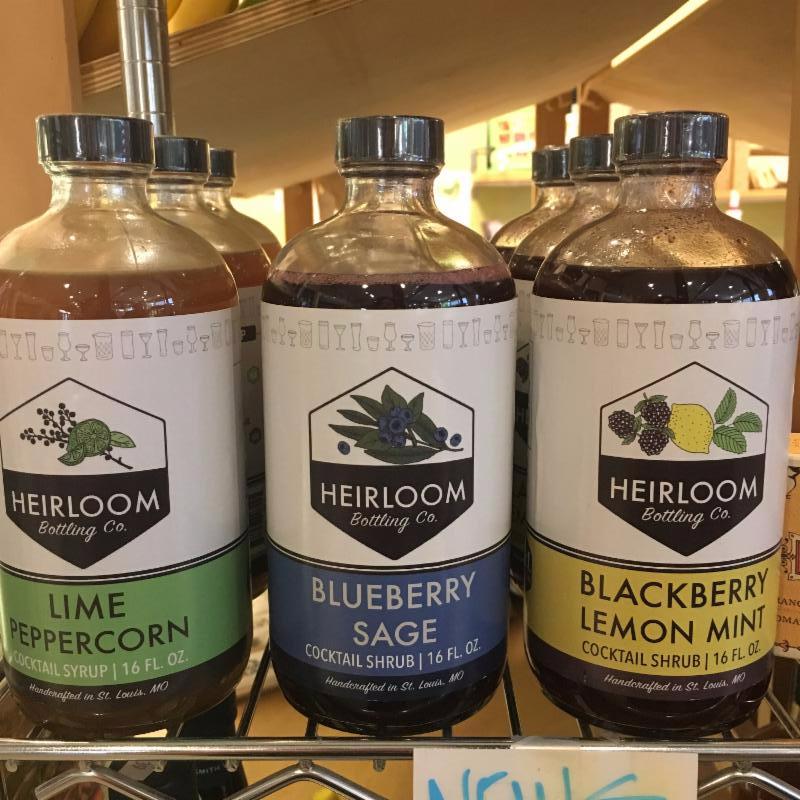 HEIRLOOM
Bottling Co.
LIME
PEPPERCORN
COCKTAIL SYRUP | 16 FL. OZ.
Handcrafted in St. Louis, MO
HEIRLOOM
Bottling Co.
BLUEBERRY
SAGE
COCKTAIL SHRUB | 16 FL. OZ.
Handcrafted in St. Louis, MO
HEIRLOOM
Bottling Co.
BLACKBERRY
LEMON MINT
COCKTAIL SHRUB | 16 FL. OZ.
Handcrafted in St. Louis, MO